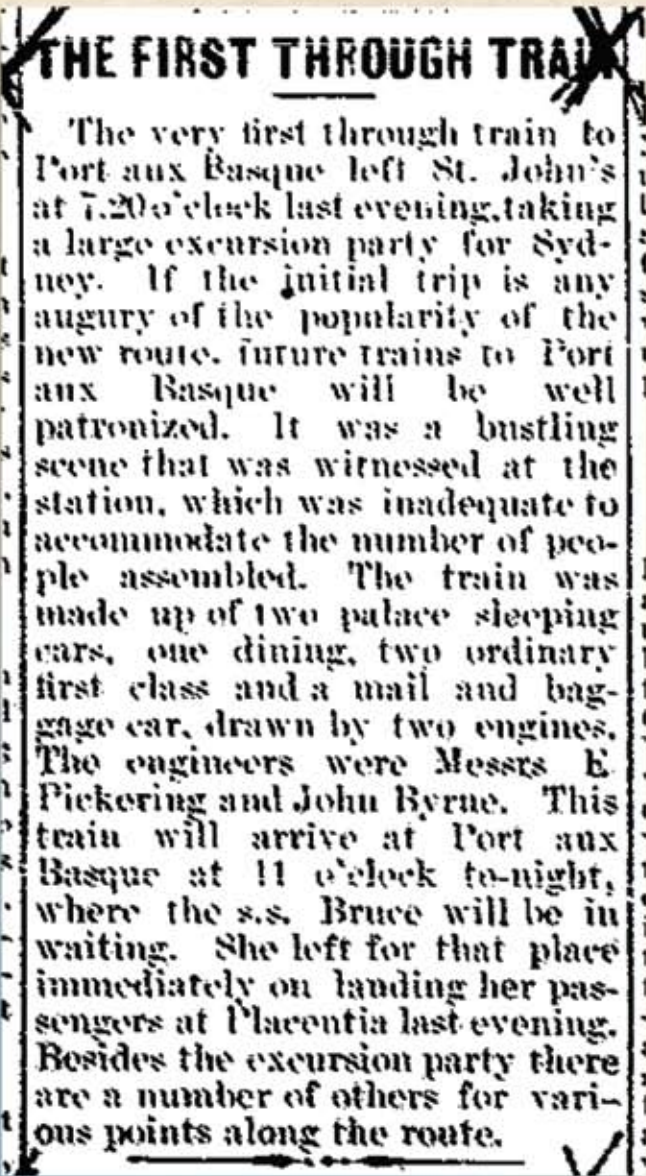 THE FIRST THROUGH TRAIN
The very first through train to
Port aux Basque left St. John's
at 7.20 o'clock last evening, taking
a large excursion party for Syd-
ney. If the initial trip is any
augury of the popularity of the
new route, future trains to Port
aux Basque will be well
patronized. It was a bustling
scene that was witnessed at the
station, which was inadequate to
accommodate the number of peo-
ple assembled. The train was
made up of two palace sleeping
cars, one dining, two ordinary
first class and a mail and bag-
gage car, drawn by two engines.
The engineers were Messrs E.
Pickering and John Byrne. This
train will arrive at Port aux
Basque at 11 o'clock to-night,
where the s.s. Bruce will be in
waiting. She left for that place
immediately on landing her pas-
sengers at Placentia last evening.
Besides the excursion party there
are a number of others for vari-
ous points along the route.